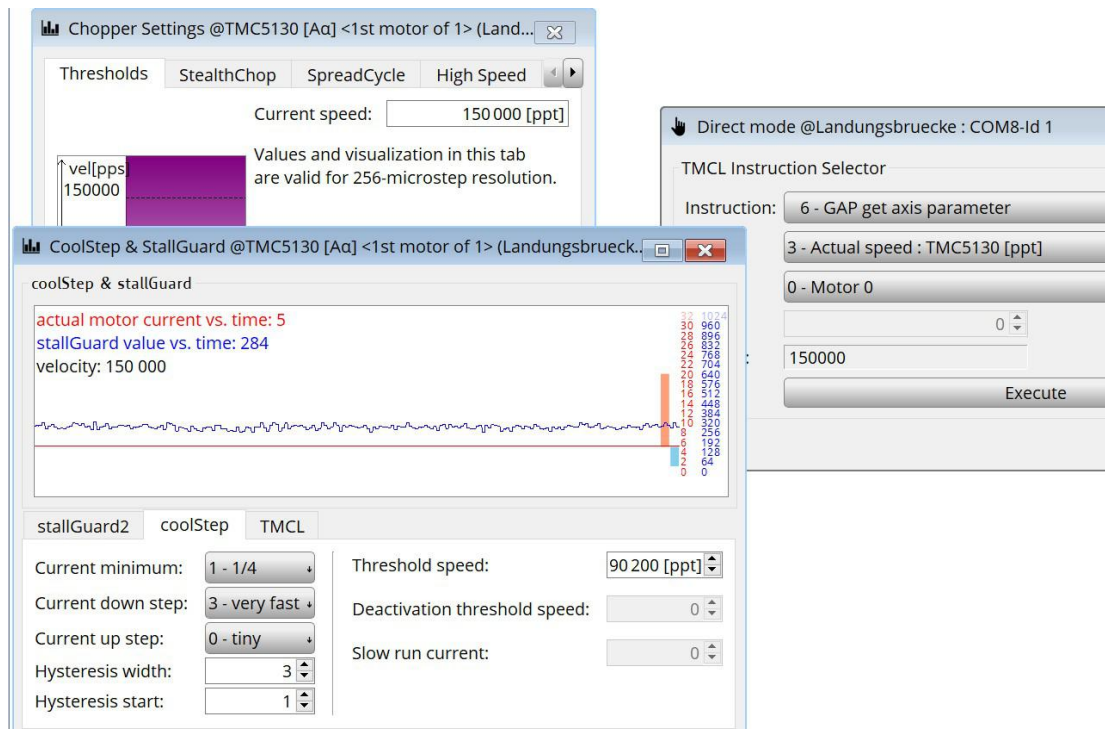 Chopper Settings @TMC5130 [Aα] <1st motor of 1> (Land...
Thresholds StealthChop SpreadCycle High Speed
Current speed: 150 000 [ppt]
vel[pps]
150000
Values and visualization in this tab
are valid for 256-microstep resolution.
Direct mode @Landungsbruecke : COM8-Id 1
TMCL Instruction Selector
Instruction: 6 - GAP get axis parameter
3 - Actual speed : TMC5130 [ppt]
0 - Motor 0
0
: 150000
Execute
CoolStep & StallGuard @TMC5130 [Aα] <1st motor of 1> (Landungsbrueck..
coolStep & stallGuard
actual motor current vs. time: 5
stallGuard value vs. time: 284
velocity: 150 000
32 1024
30 960
28 896
26 832
24 768
22 704
20 640
18 576
16 512
14 448
12 384
10 320
8 256
6 192
4 128
2 64
0 0
stallGuard2 coolStep TMCL
Current minimum: 1 - 1/4
Current down step: 3 - very fast
Current up step: 0 - tiny
Hysteresis width: 3
Hysteresis start: 1
Threshold speed: 90 200 [ppt]
Deactivation threshold speed: 0
Slow run current: 0